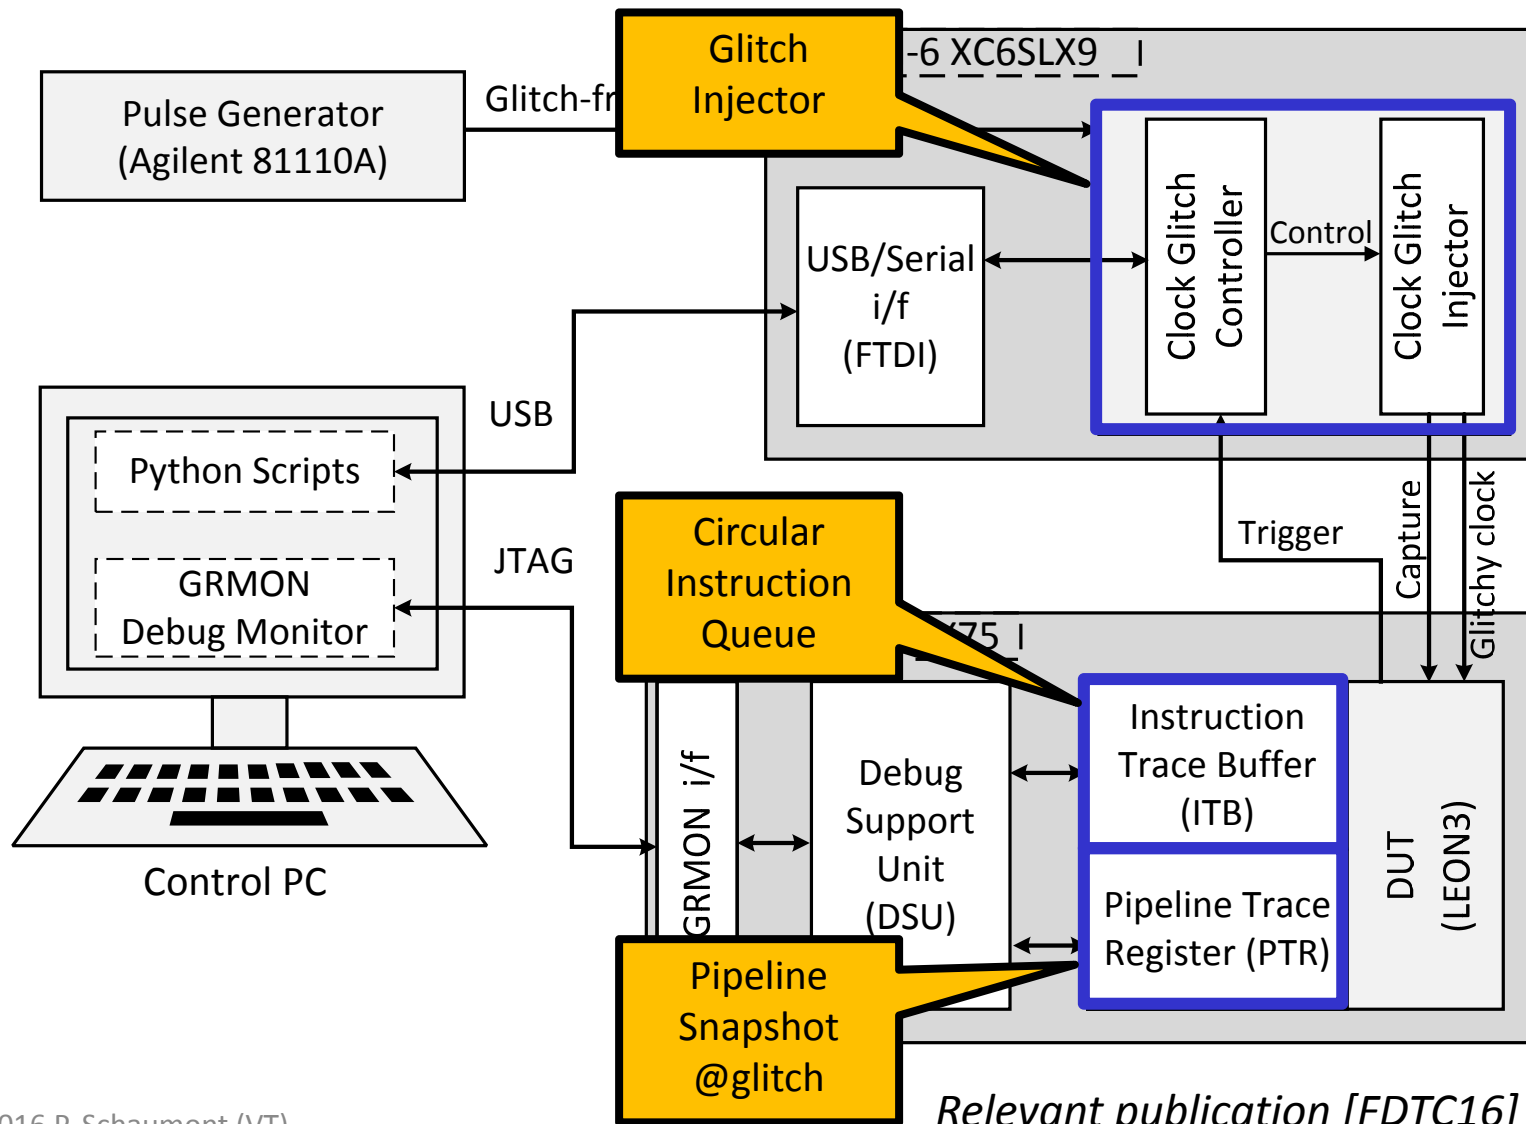 Glitch
Injector
-6 XC6SLX9
Pulse Generator
(Agilent 81110A)
Clock Glitch
Controller
Control
Clock Glitch
Injector
USB/Serial
i/f
(FTDI)
USB
Python Scripts
GRMON
Debug Monitor
JTAG
Control PC
Circular
Instruction
Queue
Trigger
Capture
Glitchy clock
GRMON i/f
Debug
Support
Unit
(DSU)
Instruction
Trace Buffer
(ITB)
Pipeline Trace
Register (PTR)
DUT
(LEON3)
Pipeline
Snapshot
@glitch
P. Schaumont (VT)
Relevant publication [FDTC16]